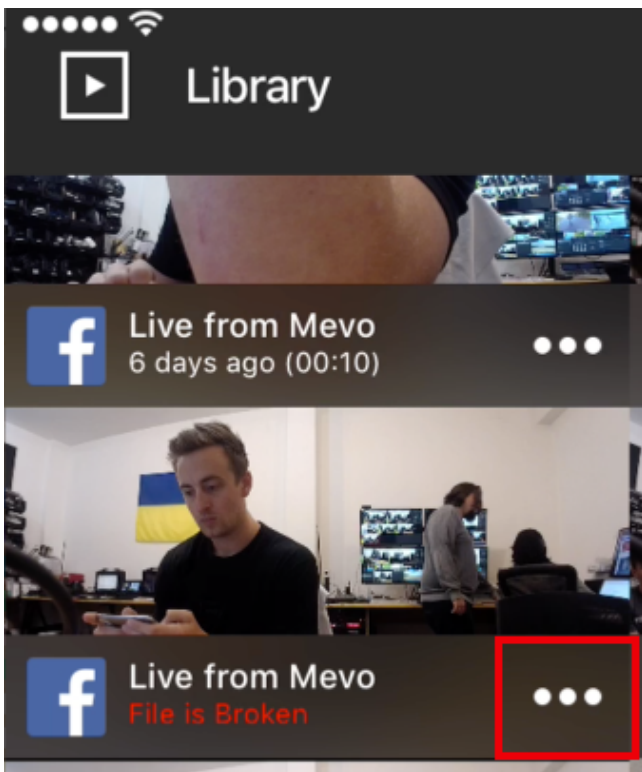 Library
Live from Mevo
6 days ago (00:10)
Live from Mevo
File is Broken